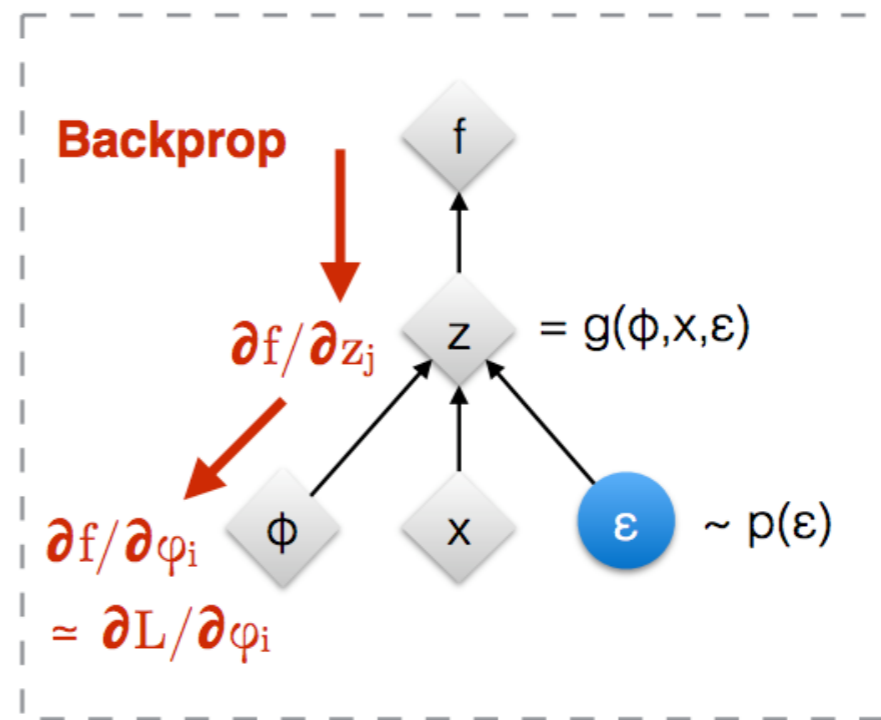 f
Backprop
∂f/∂zj
z
= g(ϕ,x,ε)
∂f/∂φi
ϕ
x
ε
~ p(ε)
≃ ∂L/∂φi